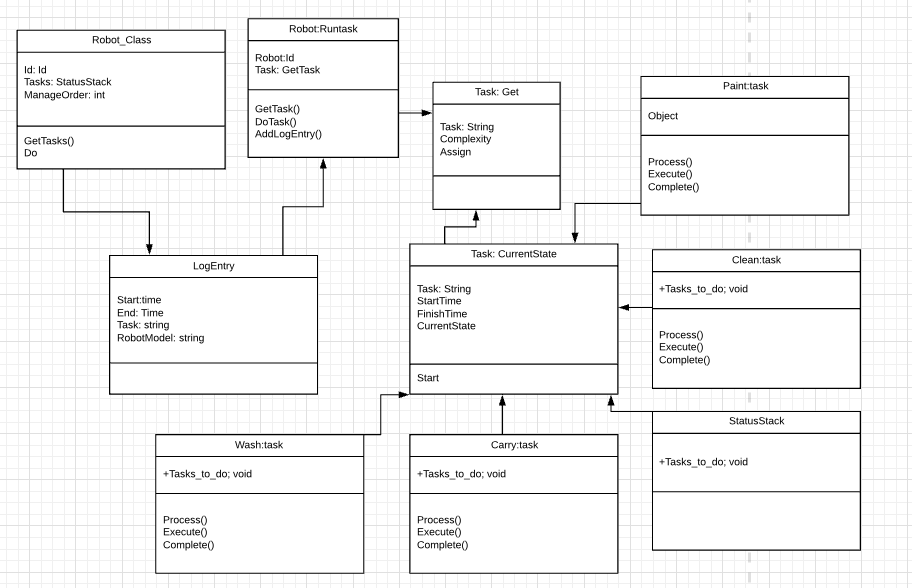 Robot_Class
Id: Id
Tasks: StatusStack
ManageOrder: int
GetTasks()
Do
Robot:Runtask
Robot:Id
Task: GetTask
GetTask()
DoTask()
AddLogEntry()
Task: Get
Task: String
Complexity
Assign
Paint:task
Object
Process()
Execute()
Complete()
LogEntry
Start:time
End: Time
Task: string
RobotModel: string
Task: CurrentState
Task: String
StartTime
FinishTime
CurrentState
Start
Clean:task
+Tasks_to_do; void
Process()
Execute()
Complete()
Wash:task
+Tasks_to_do; void
Process()
Execute()
Complete()
Carry:task
+Tasks_to_do; void
Process()
Execute()
Complete()
StatusStack
+Tasks_to_do; void